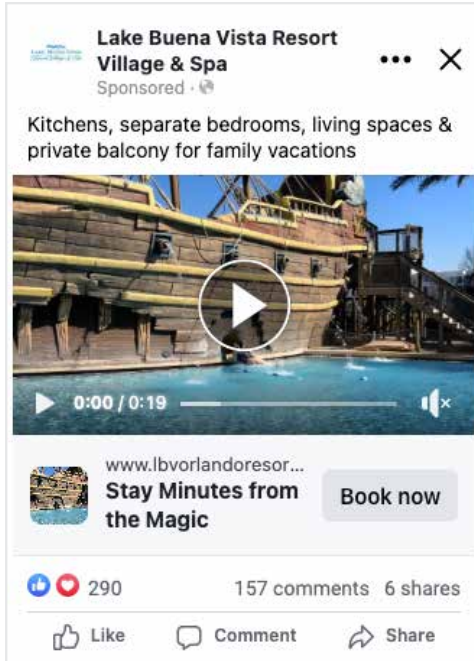 Lake Buena Vista Resort
Village & Spa
Sponsored ·
Kitchens, separate bedrooms, living spaces &
private balcony for family vacations
0:00 / 0:19
www.lbvorlandoresor...
Stay Minutes from
the Magic
Book now
290
157 comments 6 shares
Like
Comment
Share